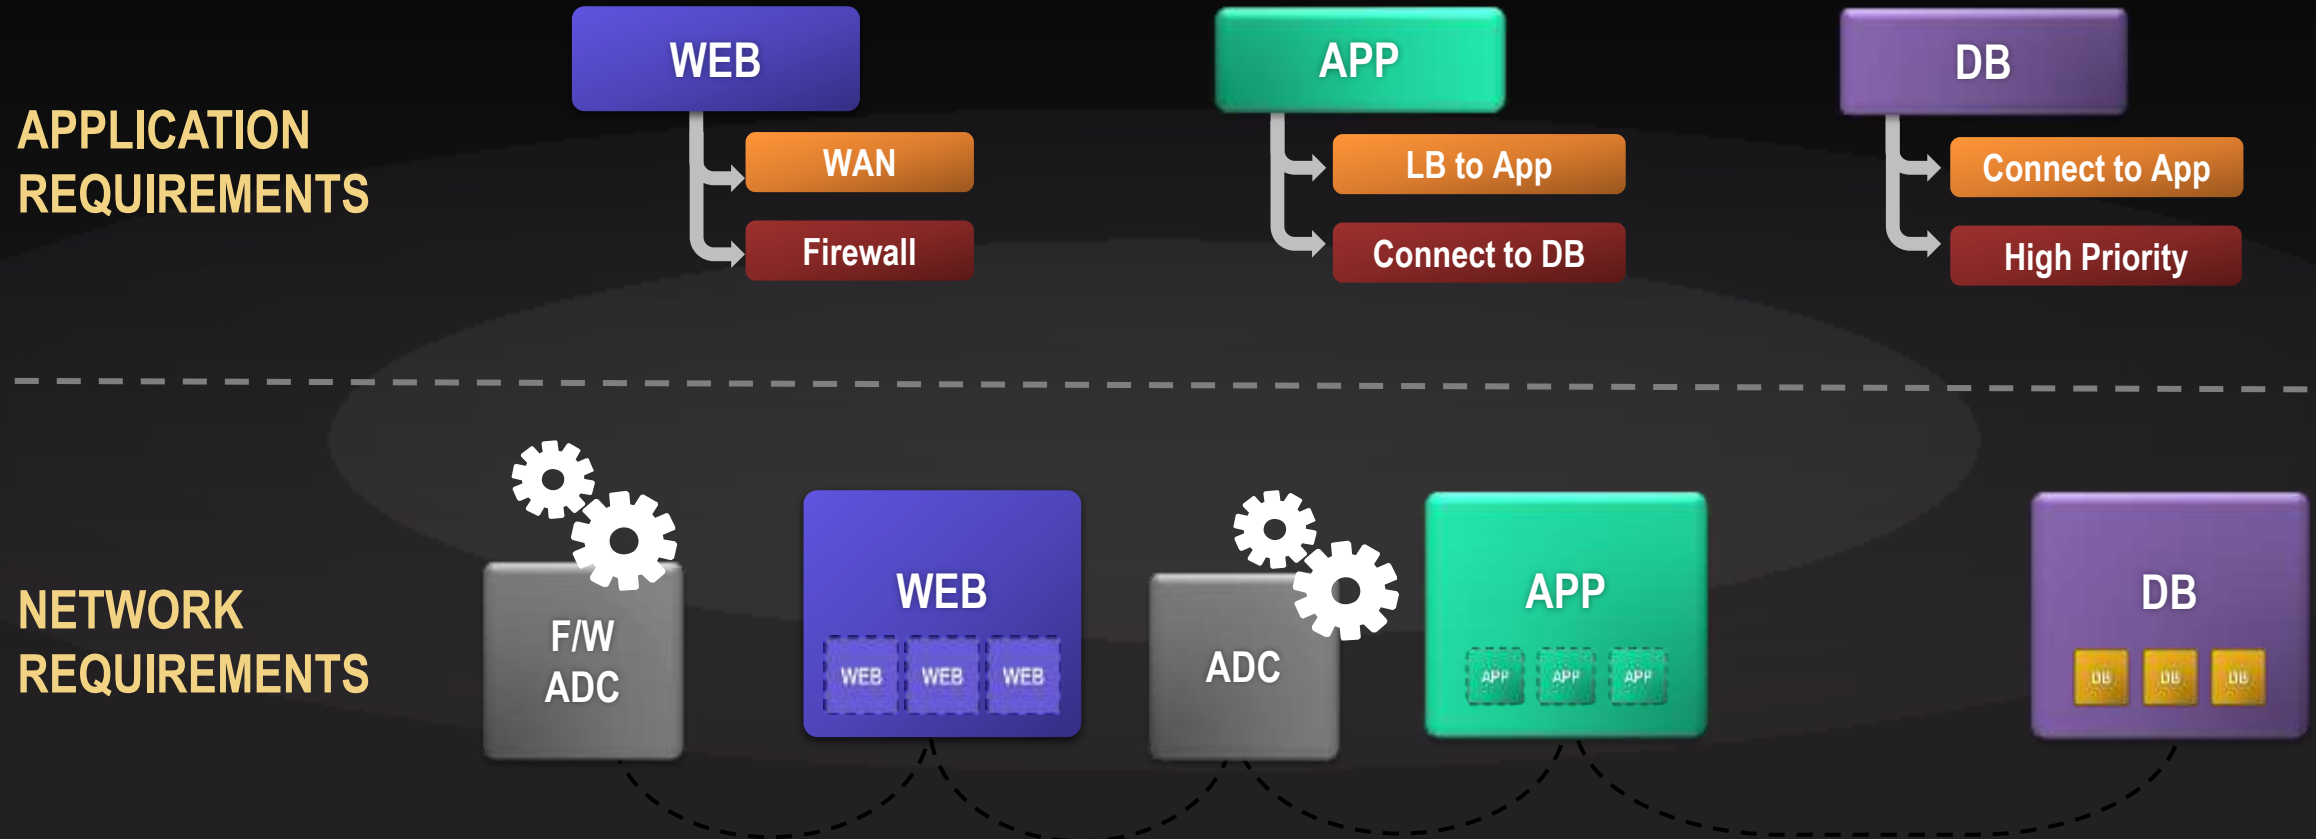 WEB
APP
DB
APPLICATION
REQUIREMENTS
WAN
LB to App
Connect to App
Firewall
Connect to DB
High Priority
NETWORK
REQUIREMENTS
F/W
ADC
WEB
WEB
WEB
WEB
ADC
APP
APP
APP
APP
DB
DB
DB
DB